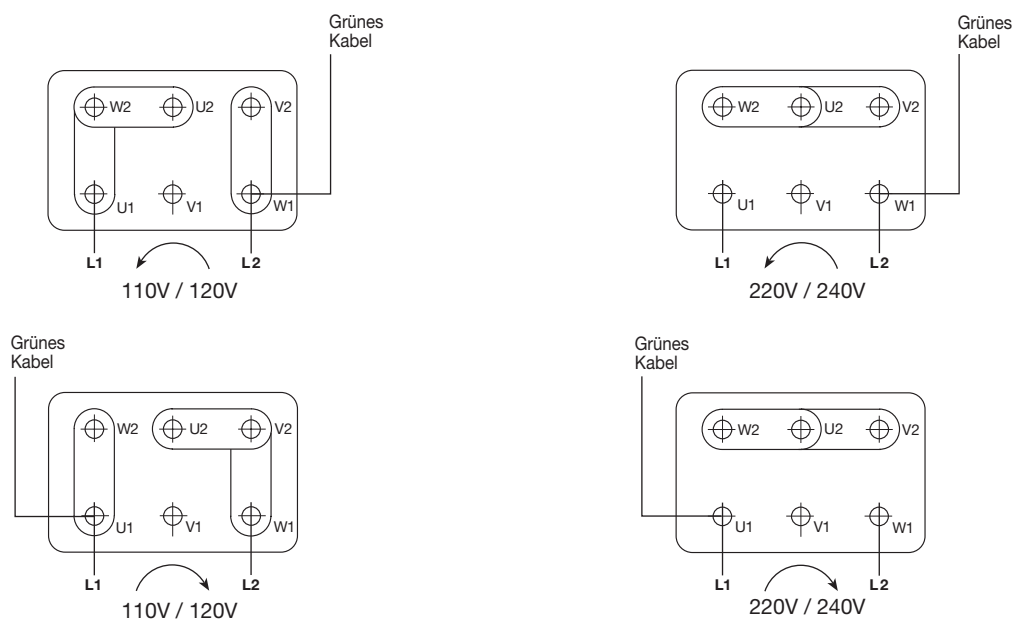 Grünes
Kabel
W2 U2 V2
U1 V1 W1
L1 L2
110V / 120V
Grünes
Kabel
W2 U2 V2
U1 V1 W1
L1 L2
220V / 240V
Grünes
Kabel
W2 U2 V2
U1 V1 W1
L1 L2
110V / 120V
Grünes
Kabel
W2 U2 V2
U1 V1 W1
L1 L2
220V / 240V